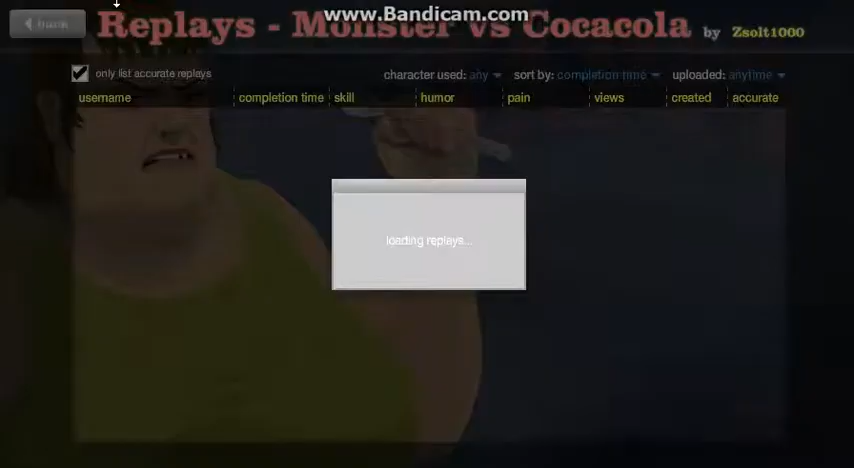 www.Bandicam.com
back
Replays - Monster vs Cocacola by Zsolt1000
only list accurate replays
character used: any sort by: completion time uploaded: anytime
username completion time skill humor pain views created accurate
loading replays...